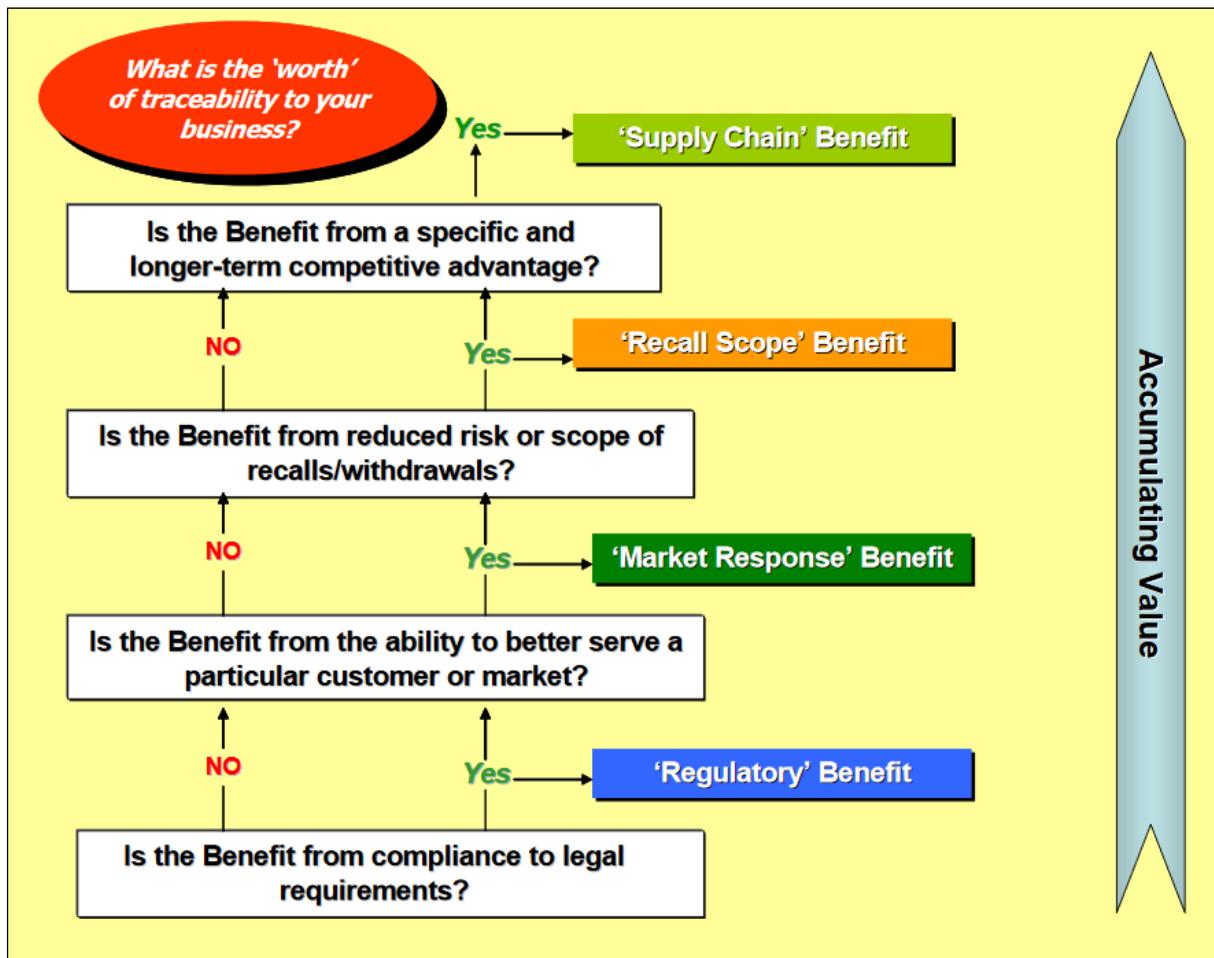 What is the ‘worth’
of traceability to your
business?
Yes
‘Supply Chain’ Benefit
Is the Benefit from a specific and
longer-term competitive advantage?
NO
Yes
‘Recall Scope’ Benefit
Is the Benefit from reduced risk or scope of
recalls/withdrawals?
NO
Yes
‘Market Response’ Benefit
Is the Benefit from the ability to better serve a
particular customer or market?
NO
Yes
‘Regulatory’ Benefit
Is the Benefit from compliance to legal
requirements?
Accumulating Value